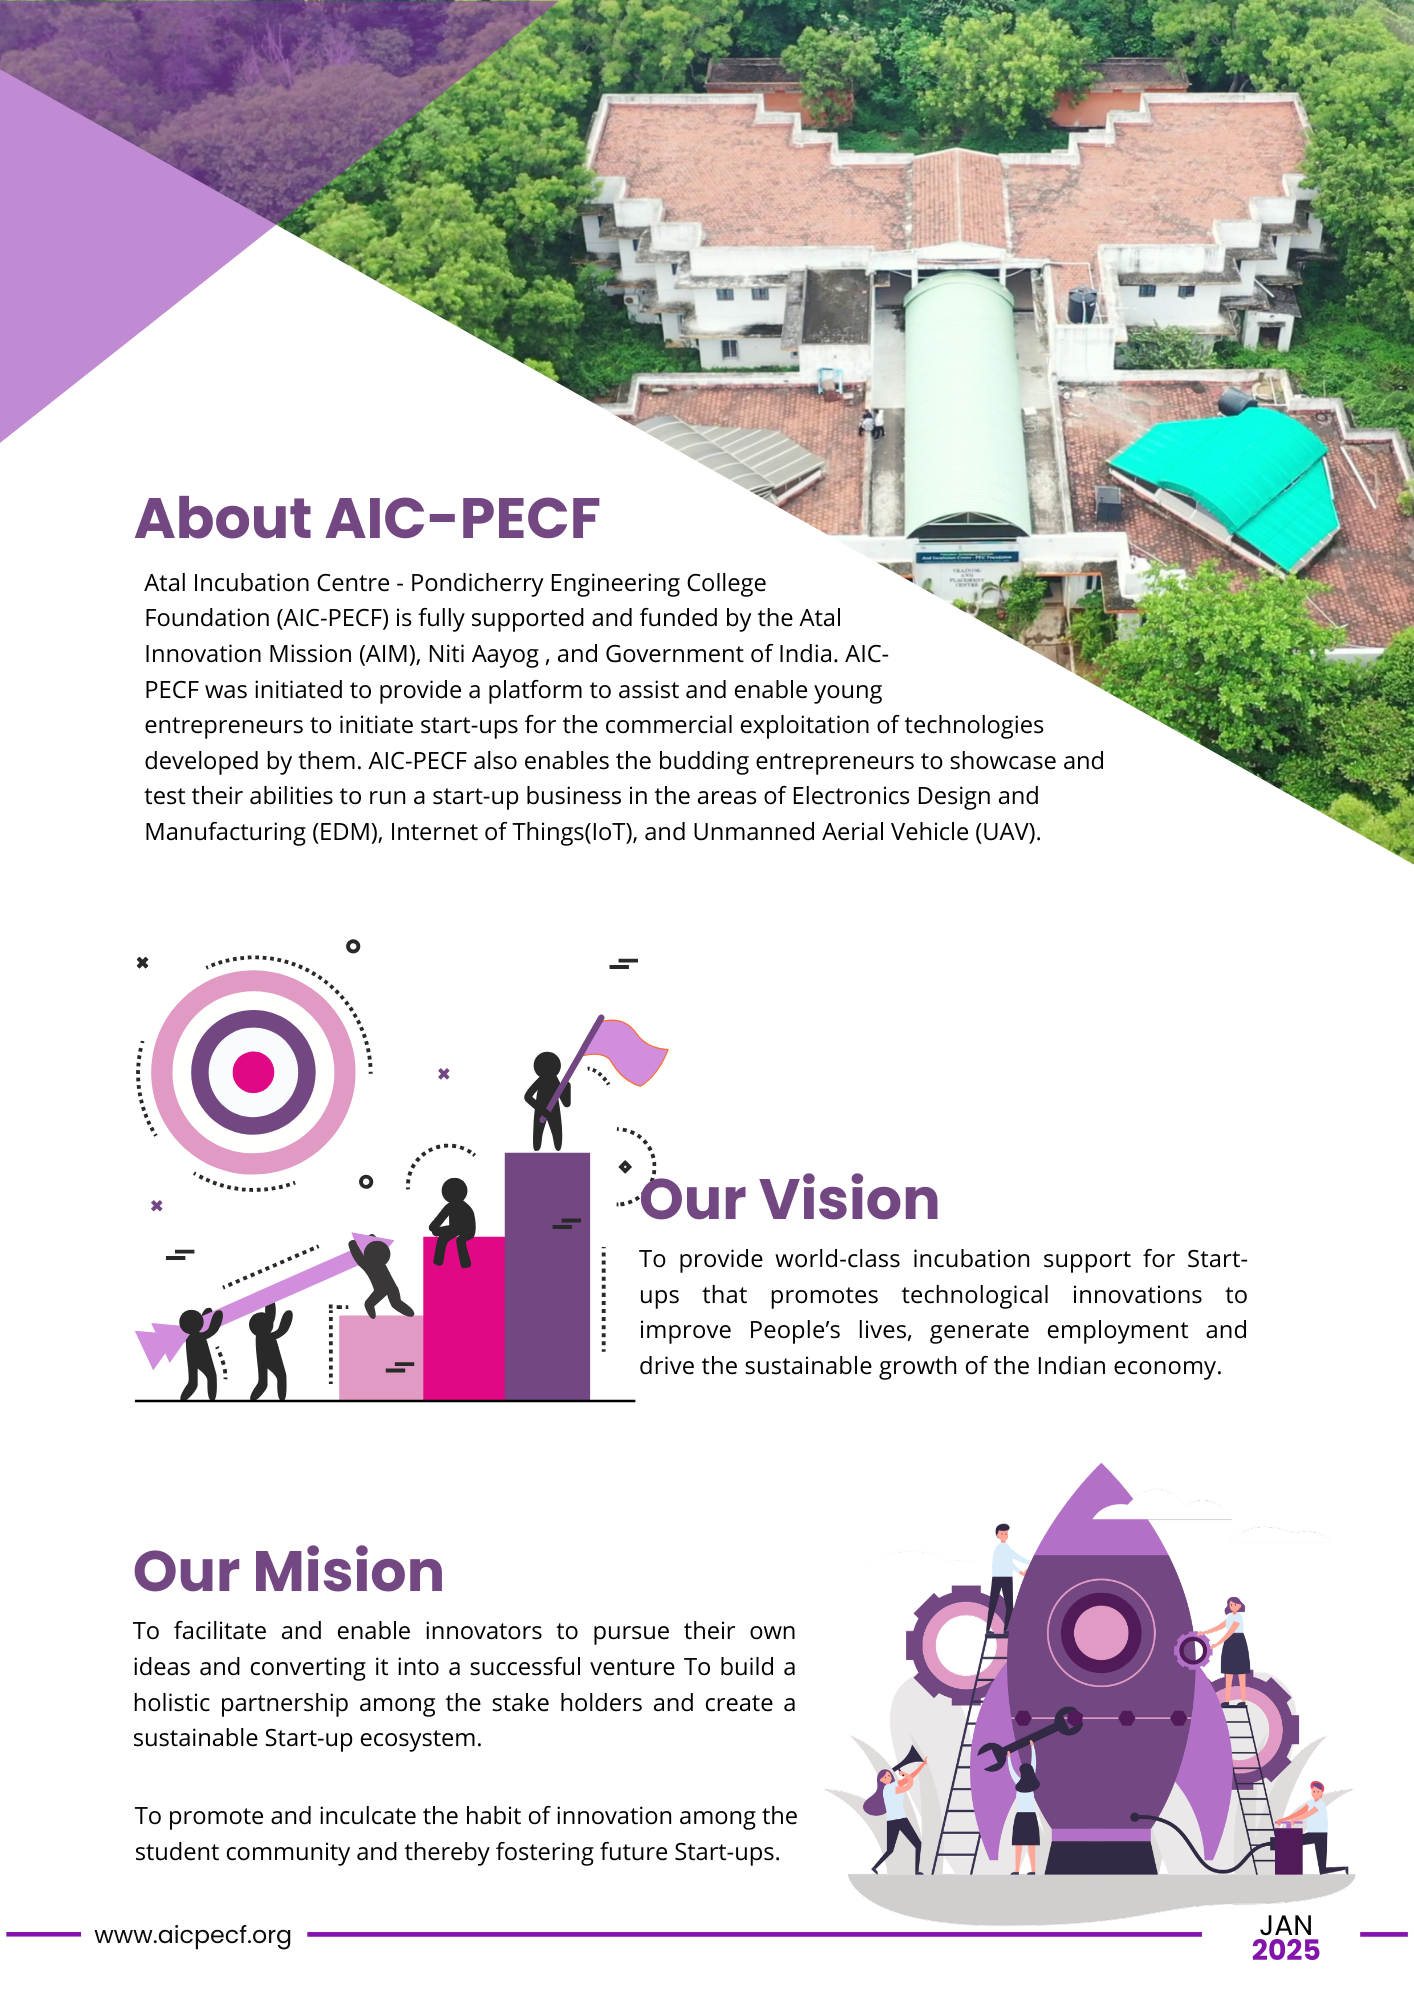 About AIC-PECF
Atal Incubation Centre - Pondicherry Engineering College
Foundation (AIC-PECF) is fully supported and funded by the Atal
Innovation Mission (AIM), Niti Aayog , and Government of India. AIC-
PECF was initiated to provide a platform to assist and enable young
entrepreneurs to initiate start-ups for the commercial exploitation of technologies
developed by them. AIC-PECF also enables the budding entrepreneurs to showcase and
test their abilities to run a start-up business in the areas of Electronics Design and
Manufacturing (EDM), Internet of Things(IoT), and Unmanned Aerial Vehicle (UAV).
TRAINING
AND
PLACEMENT
CENTRE
Our Vision
To provide world-class incubation support for Start-
ups that promotes technological innovations to
improve People’s lives, generate employment and
drive the sustainable growth of the Indian economy.
Our Mision
To facilitate and enable innovators to pursue their own
ideas and converting it into a successful venture To build a
holistic partnership among the stake holders and create a
sustainable Start-up ecosystem.
To promote and inculcate the habit of innovation among the
student community and thereby fostering future Start-ups.
www.aicpecf.org
JAN
2025